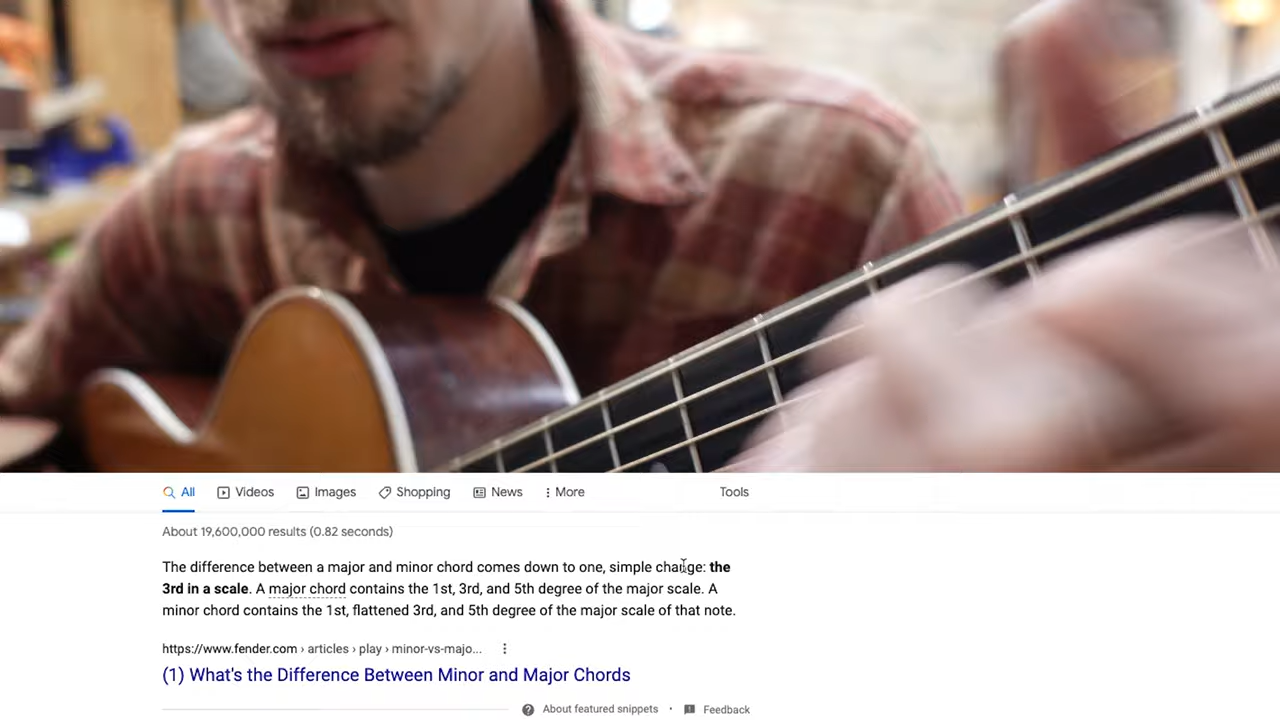 All Videos Images Shopping News More Tools
About 19,600,000 results (0.82 seconds)
The difference between a major and minor chord comes down to one, simple change: the
3rd in a scale. A major chord contains the 1st, 3rd, and 5th degree of the major scale. A
minor chord contains the 1st, flattened 3rd, and 5th degree of the major scale of that note.
https://www.fender.com › articles › play › minor-vs-majo...
(1) What's the Difference Between Minor and Major Chords
About featured snippets • Feedback